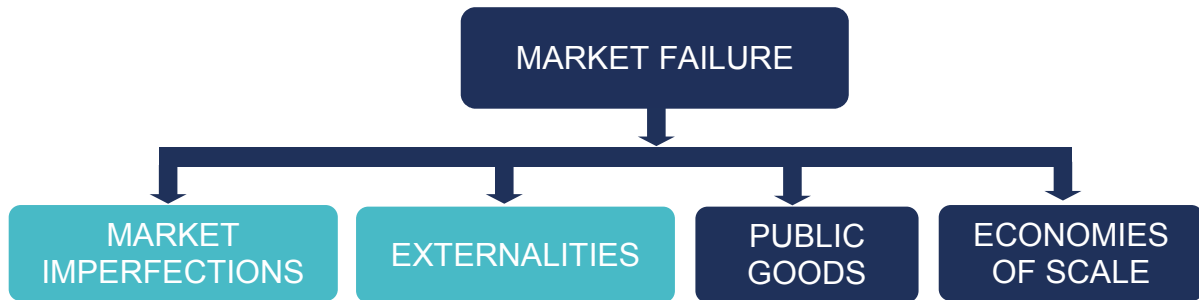 MARKET FAILURE
MARKET
IMPERFECTIONS
EXTERNALITIES
PUBLIC
GOODS
ECONOMIES
OF SCALE